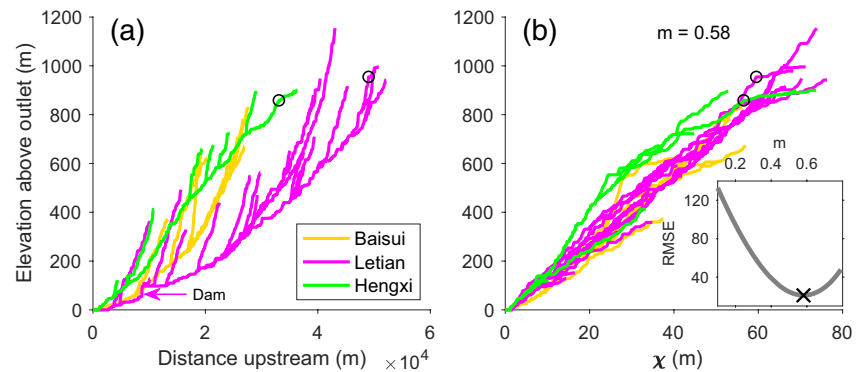 (a)
Elevation above outlet (m)
1200
1000
800
600
400
200
0
Dam
Baisui
Letian
Hengxi
0
2
4
6
Distance upstream (m)
×10⁴
(b)
m = 0.58
1200
1000
800
600
400
200
0
0
20
40
60
80
χ (m)
m
0.2
0.4
0.6
RMSE
120
80
40